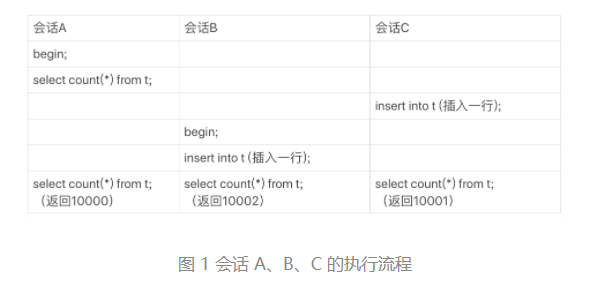 会话A 会话B 会话C
begin;
select count(*) from t;
insert into t (插入一行);
begin;
insert into t (插入一行);
select count(*) from t; select count(*) from t; select count(*) from t;
（返回10000） （返回10002） （返回10001）
图 1 会话 A、B、C 的执行流程